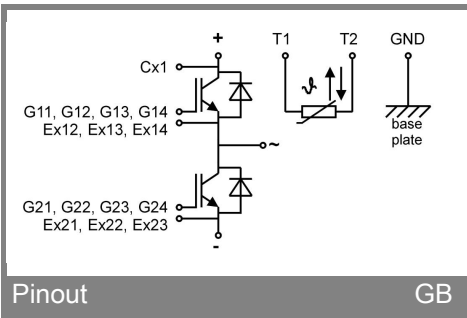 + T1 T2 GND
Cx1
ϑ
G11, G12, G13, G14
Ex12, Ex13, Ex14
base
plate
~
G21, G22, G23, G24
Ex21, Ex22, Ex23
-
Pinout GB